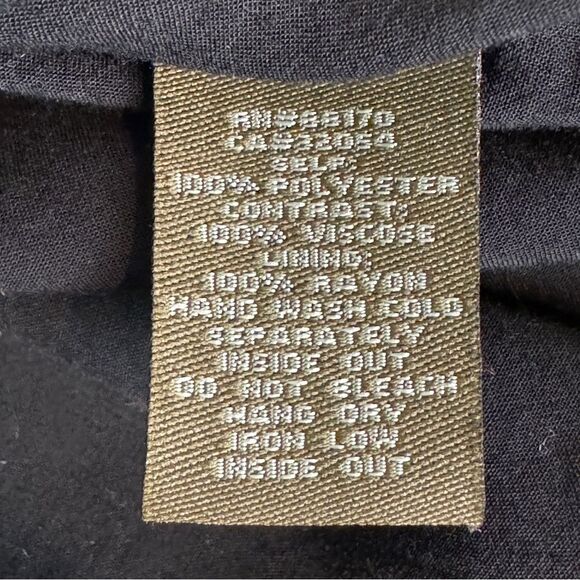 RN#88170
CA#32054
SELF:
100% POLYESTER
CONTRAST:
100% VISCOSE
LINING:
100% RAYON
HAND WASH COLD
SEPARATELY
INSIDE OUT
DO NOT BLEACH
HANG DRY
IRON LOW
INSIDE OUT